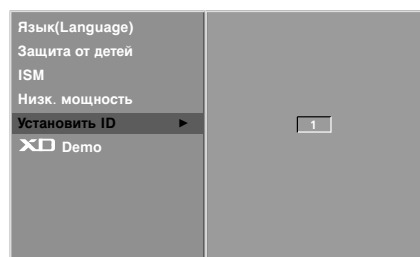 Язык(Language)
Защита от детей
ISM
Низк. мощность
Установить ID ►
1
XD Demo